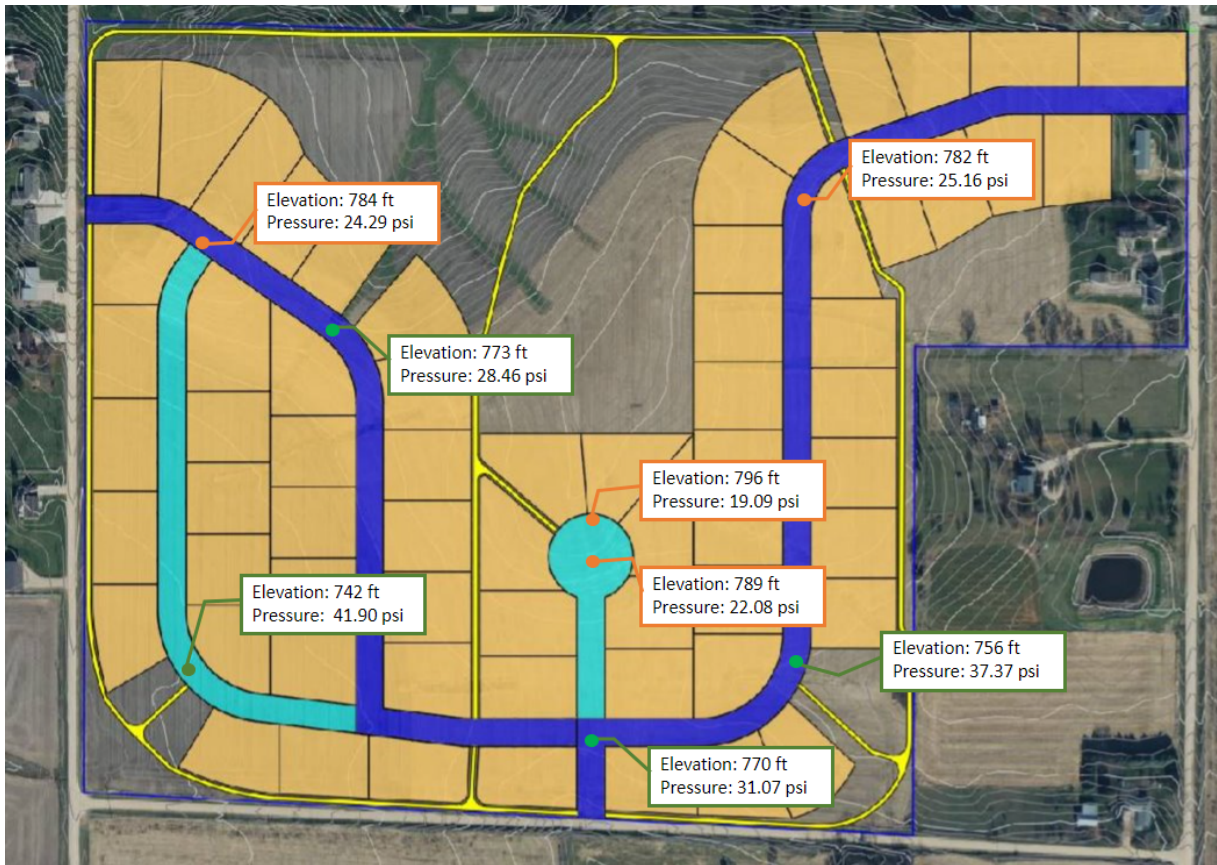 Elevation: 782 ft
Pressure: 25.16 psi
Elevation: 784 ft
Pressure: 24.29 psi
Elevation: 773 ft
Pressure: 28.46 psi
Elevation: 796 ft
Pressure: 19.09 psi
Elevation: 789 ft
Pressure: 22.08 psi
Elevation: 742 ft
Pressure:  41.90 psi
Elevation: 756 ft
Pressure: 37.37 psi
Elevation: 770 ft
Pressure: 31.07 psi